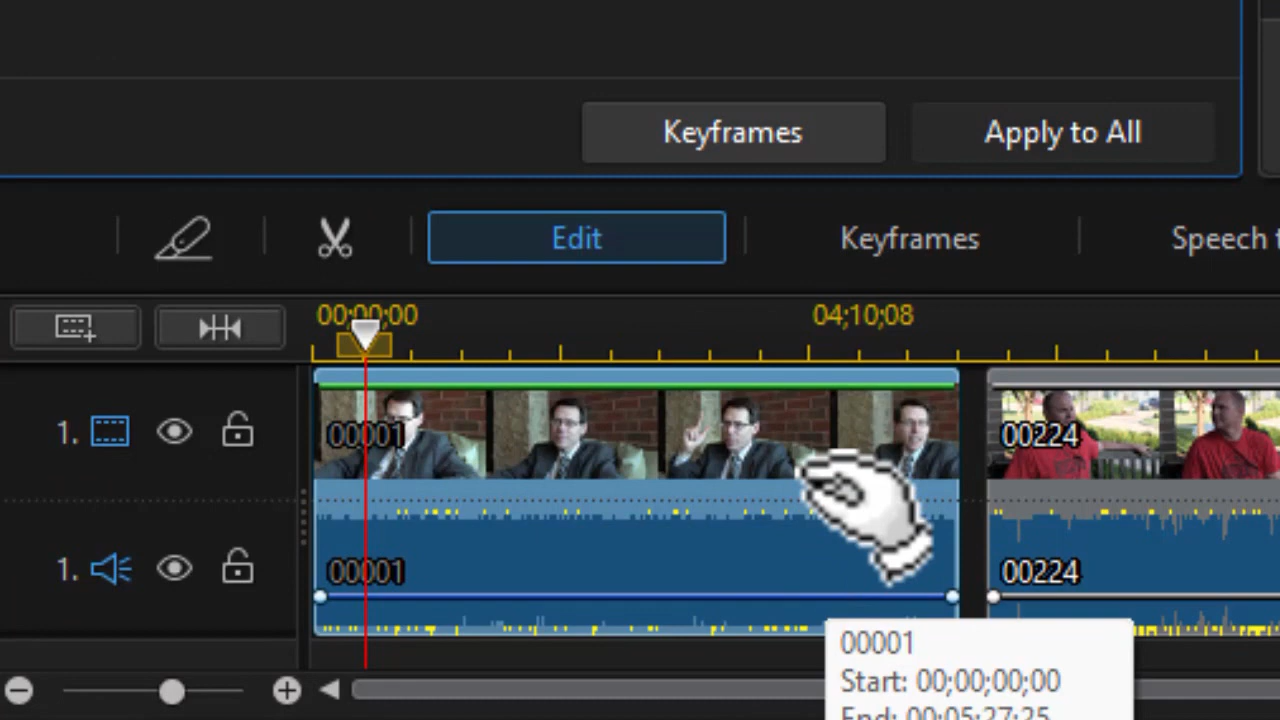 Keyframes Apply to All
Edit Keyframes Speech
00;00;00 04;10;08
1. 00001 00224
1. 00001 00224
00001
Start: 00;00;00;00
End: 00;05;27;25